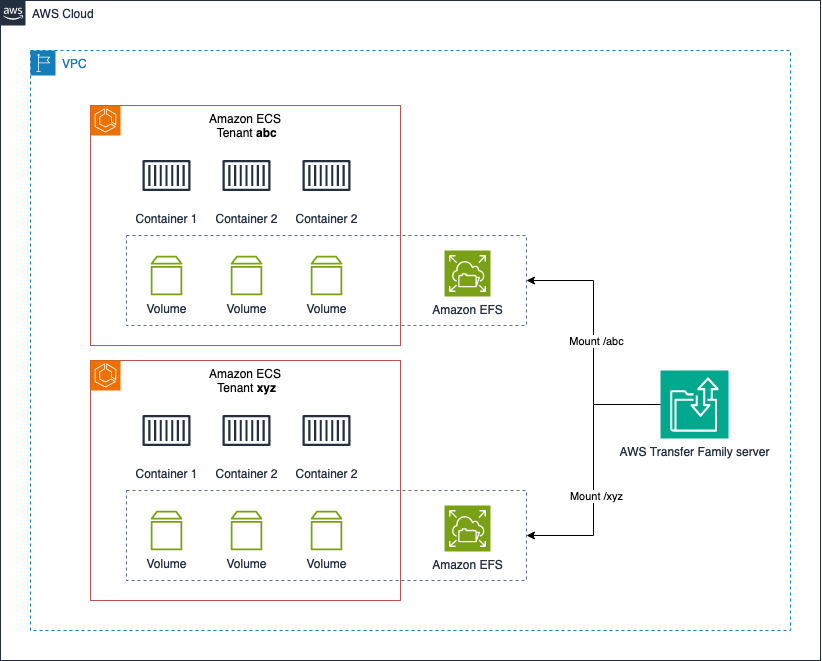 aws
AWS Cloud
VPC
Amazon ECS
Tenant abc
Container 1
Container 2
Container 2
Volume
Volume
Volume
Amazon EFS
Mount /abc
AWS Transfer Family server
Amazon ECS
Tenant xyz
Container 1
Container 2
Container 2
Mount /xyz
Volume
Volume
Volume
Amazon EFS